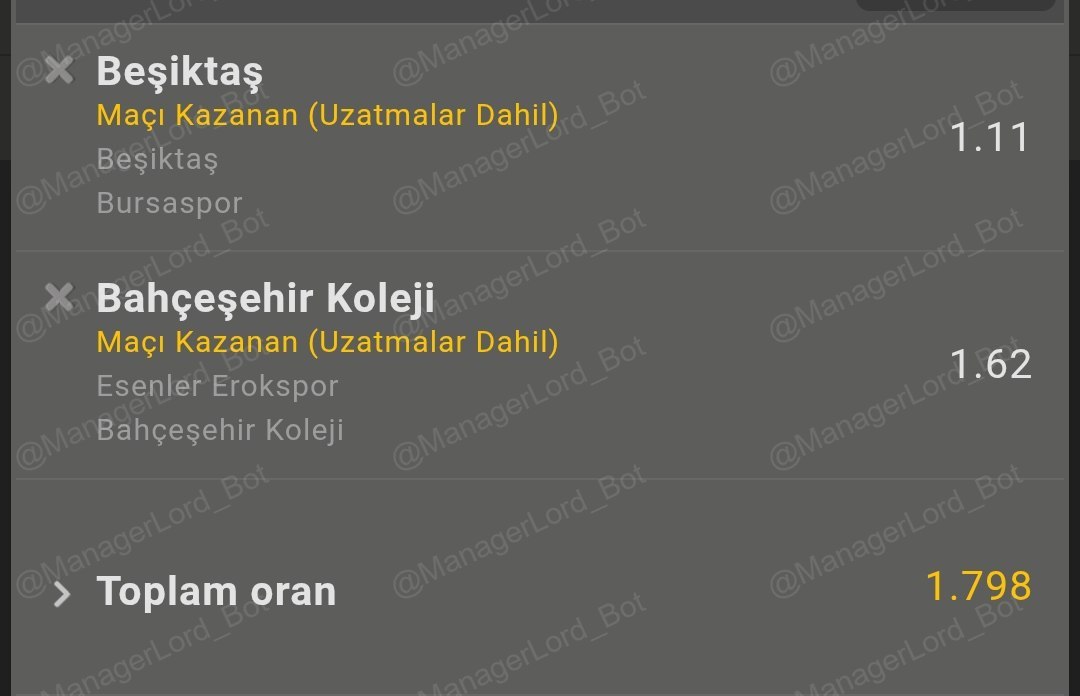 Beşiktaş
Maçı Kazanan (Uzatmalar Dahil)
Beşiktaş
Bursaspor
1.11
Bahçeşehir Koleji
Maçı Kazanan (Uzatmalar Dahil)
Esenler Erokspor
Bahçeşehir Koleji
1.62
Toplam oran
1.798
@ManagerLord_Bot